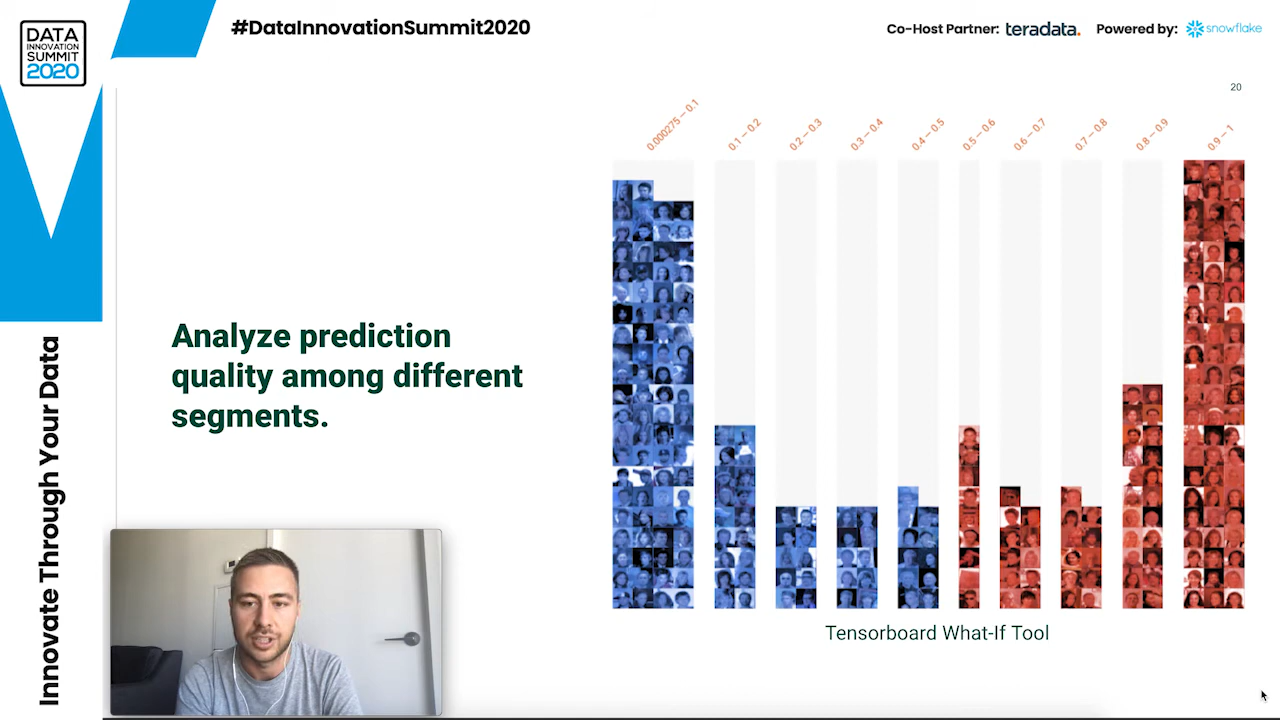 DATA
INNOVATION
SUMMIT
2020
#DataInnovationSummit2020
Co-Host Partner: teradata. Powered by: snowflake
20
0.000275 – 0.1
0.1 – 0.2
0.2 – 0.3
0.3 – 0.4
0.4 – 0.5
0.5 – 0.6
0.6 – 0.7
0.7 – 0.8
0.8 – 0.9
0.9 – 1
Analyze prediction
quality among different
segments.
Innovate Through Your Data
Tensorboard What-If Tool